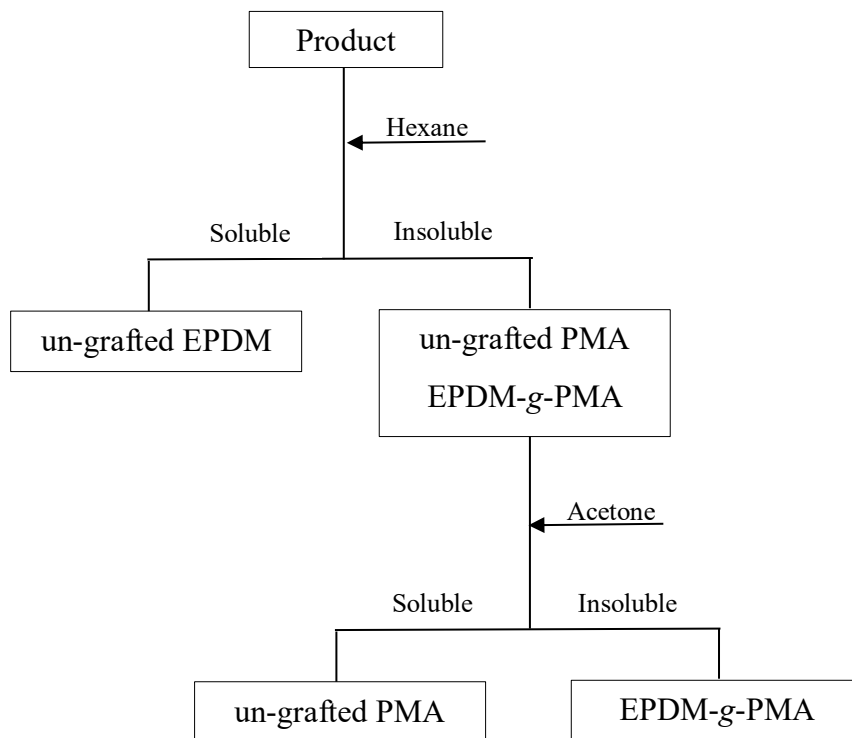 Product
Hexane
Soluble
Insoluble
un-grafted EPDM
un-grafted PMA
EPDM-g-PMA
Acetone
Soluble
Insoluble
un-grafted PMA
EPDM-g-PMA